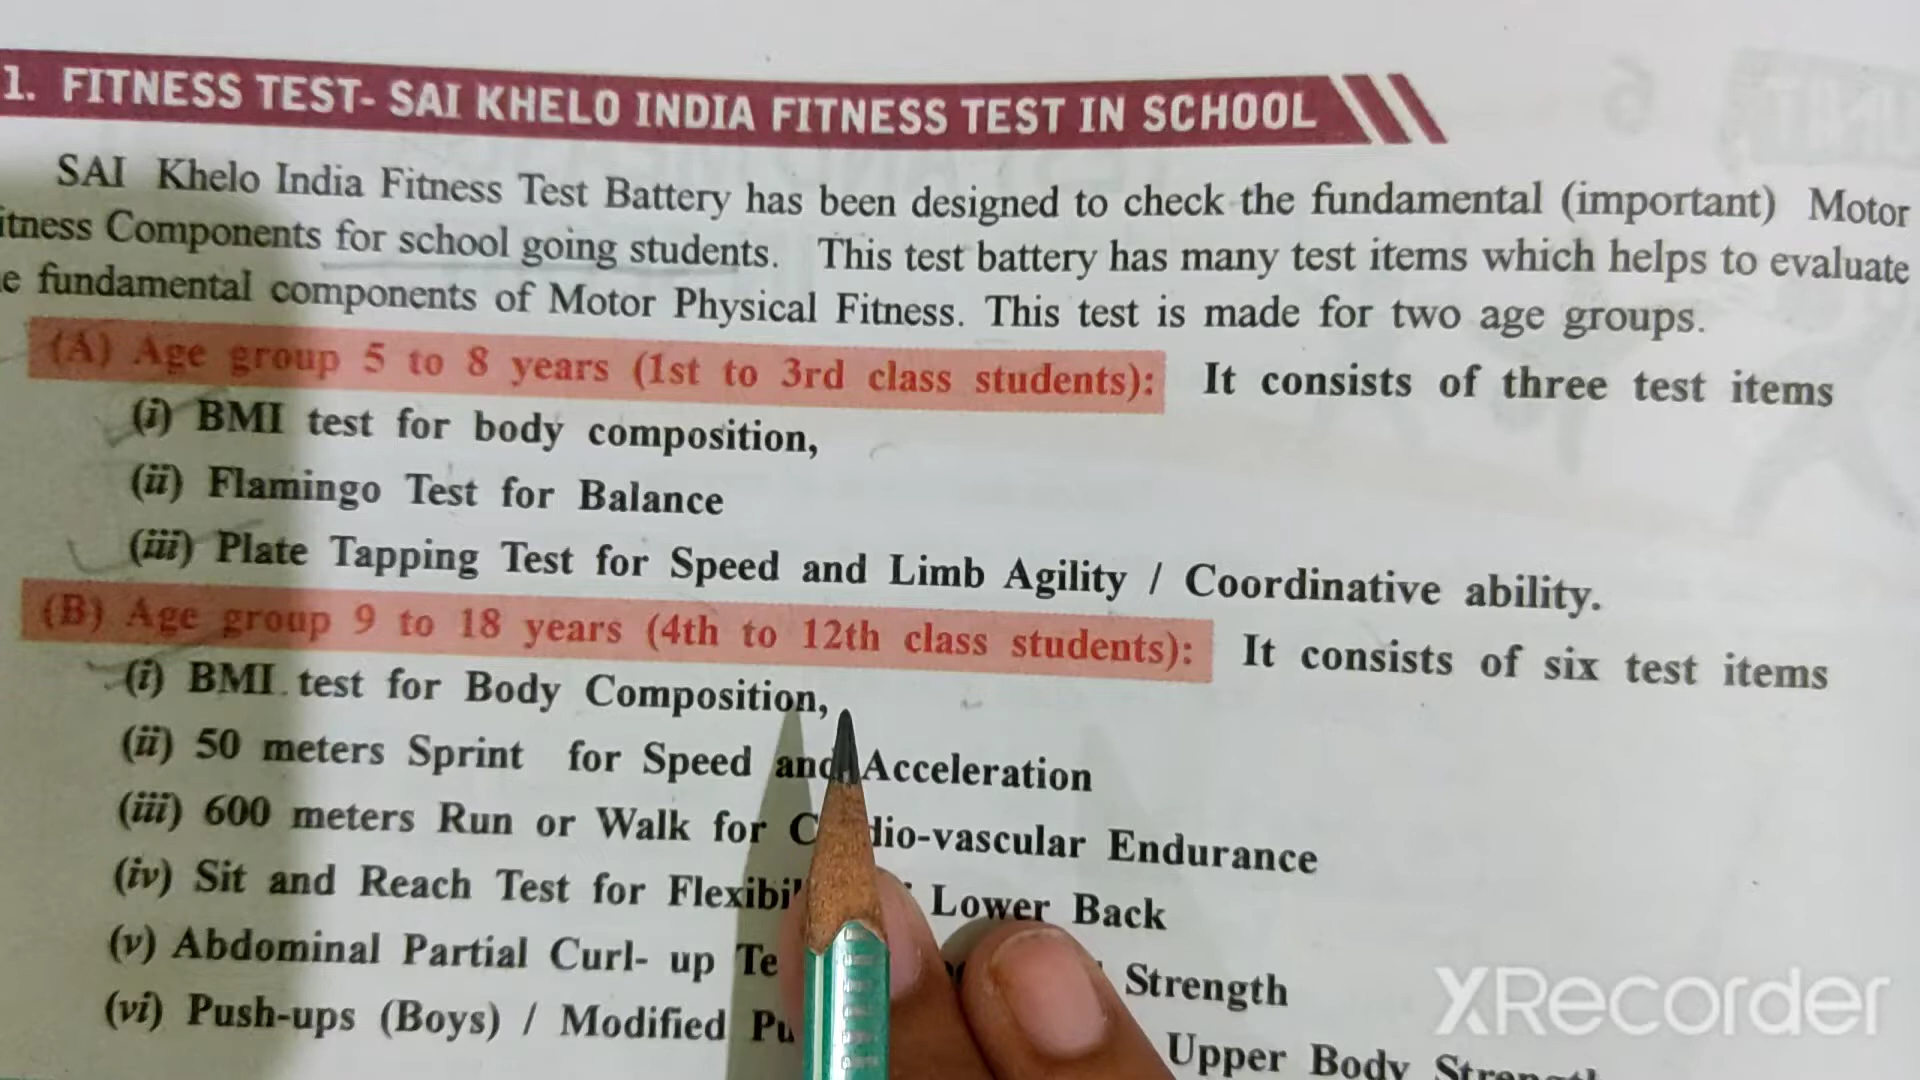 1. FITNESS TEST- SAI KHELO INDIA FITNESS TEST IN SCHOOL
SAI Khelo India Fitness Test Battery has been designed to check the fundamental (important) Motor
itness Components for school going students. This test battery has many test items which helps to evaluate
e fundamental components of Motor Physical Fitness. This test is made for two age groups.
(A) Age group 5 to 8 years (1st to 3rd class students): It consists of three test items
(i) BMI test for body composition,
(ii) Flamingo Test for Balance
(iii) Plate Tapping Test for Speed and Limb Agility / Coordinative ability.
(B) Age group 9 to 18 years (4th to 12th class students): It consists of six test items
(i) BMI test for Body Composition,
(ii) 50 meters Sprint for Speed and Acceleration
(iii) 600 meters Run or Walk for Endurance
(iv) Sit and Reach Test for Lower Back
(v) Abdominal Partial Curl- up Strength
(vi) Push-ups (Boys) / Modified Upper Body
XRecorder